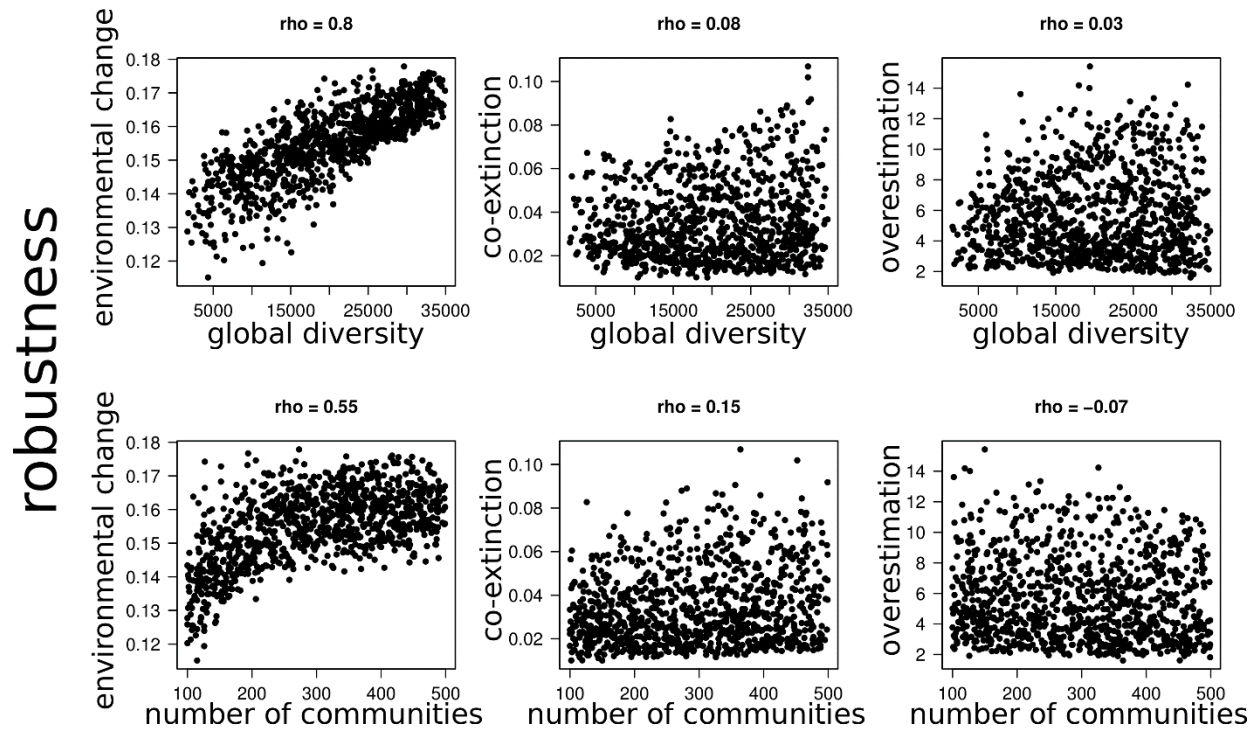 robustness
rho = 0.8
environmental change
0.18
0.17
0.16
0.15
0.14
0.13
0.12
5000 15000 25000 35000
global diversity
rho = 0.08
co-extinction
0.10
0.08
0.06
0.04
0.02
5000 15000 25000 35000
global diversity
rho = 0.03
overestimation
14
12
10
8
6
4
2
5000 15000 25000 35000
global diversity
rho = 0.55
environmental change
0.18
0.17
0.16
0.15
0.14
0.13
0.12
100 200 300 400 500
number of communities
rho = 0.15
co-extinction
0.10
0.08
0.06
0.04
0.02
100 200 300 400 500
number of communities
rho = −0.07
overestimation
14
12
10
8
6
4
2
100 200 300 400 500
number of communities